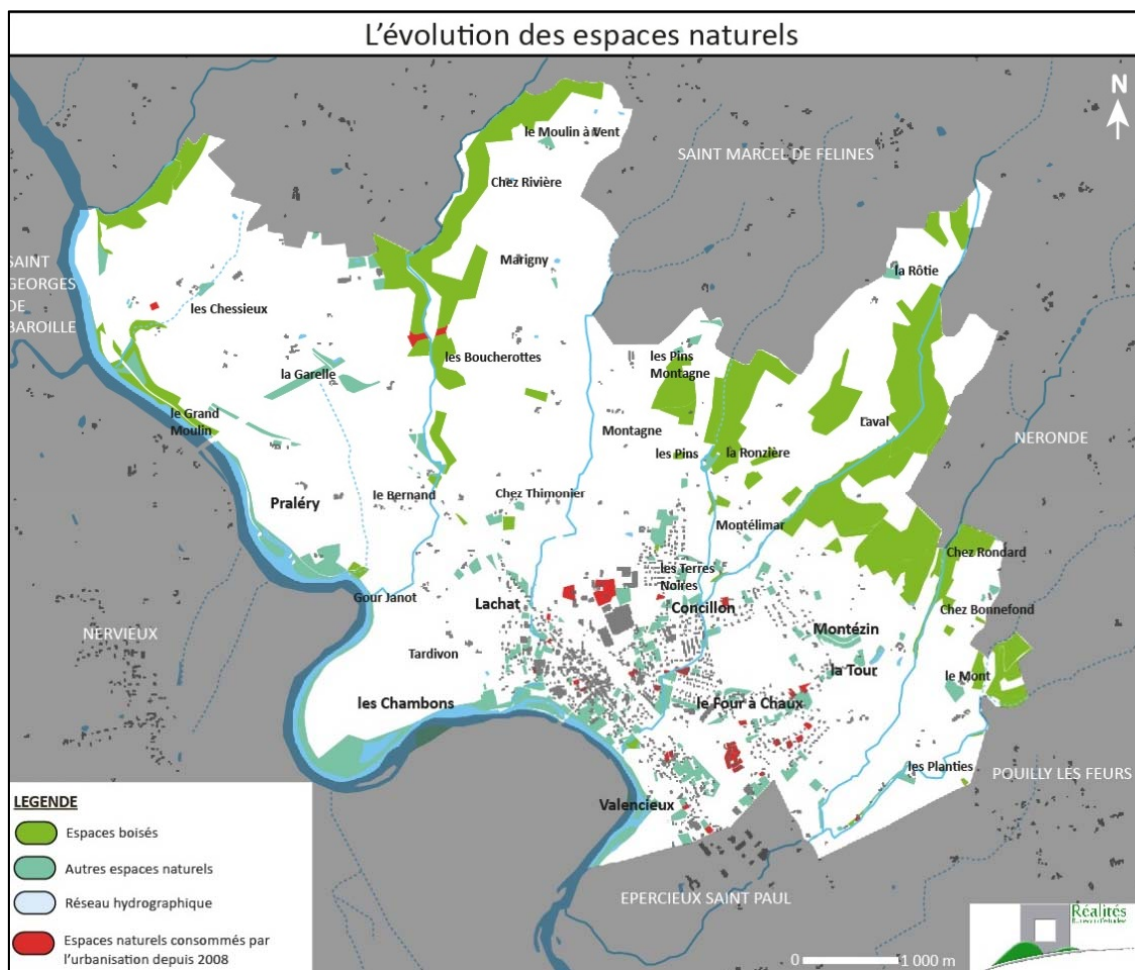 L'évolution des espaces naturels
N
le Moulin à Vent
SAINT MARCEL DE FELINES
Chez Rivière
Marigny
SAINT
GEORGES
DE
BAROILLE
la Rôtie
les Chessieux
les Boucherottes
les Pins
Montagne
la Garelle
le Grand
Moulin
Montagne
L'aval
NERONDE
les Pins
la Ronzière
Praléry
le Bernand
Chez Thimonier
Montélimar
Chez Rondard
les Terres
Noires
Gour Janot
Lachat
Concillon
Chez Bonnefond
NERVIEUX
Montézin
Tardivon
la Tour
le Mont
les Chambons
le Four à Chaux
les Planties
POUILLY LES FEURS
Valencieux
EPERCIEUX SAINT PAUL
LEGENDE
Espaces boisés
Autres espaces naturels
Réseau hydrographique
Espaces naturels consommés par
l'urbanisation depuis 2008
0 1 000 m
Réalités